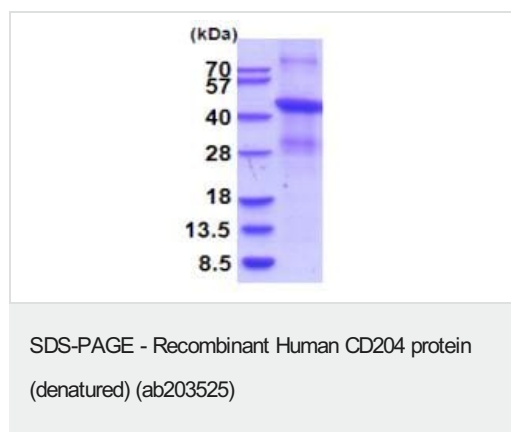 (kDa)
70
57
40
28
18
13.5
8.5
SDS-PAGE - Recombinant Human CD204 protein
(denatured) (ab203525)